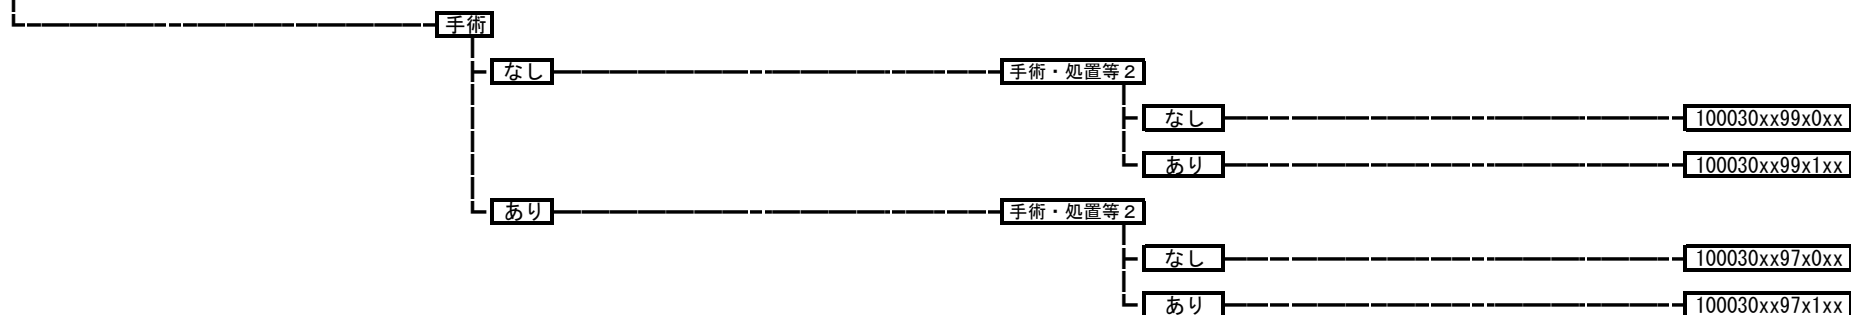 手術
なし 手術・処置等２
なし 100030xx99x0xx
あり 100030xx99x1xx
あり 手術・処置等２
なし 100030xx97x0xx
あり 100030xx97x1xx